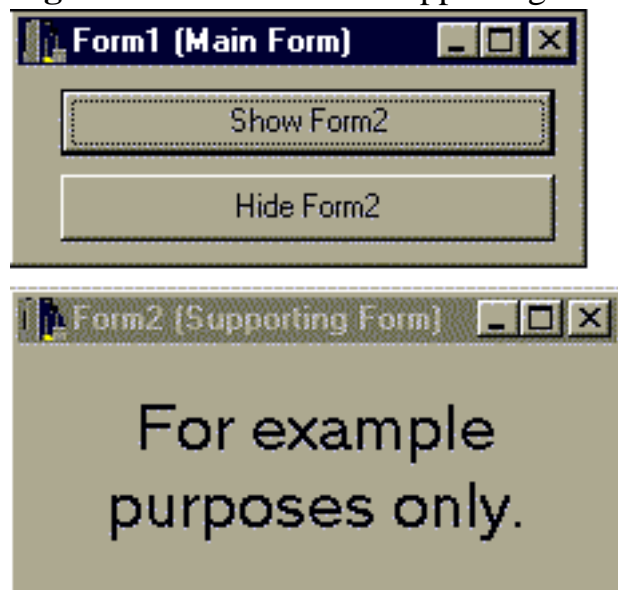 Form1 (Main Form)
Show Form2
Hide Form2
Form2 (Supporting Form)
For example
purposes only.